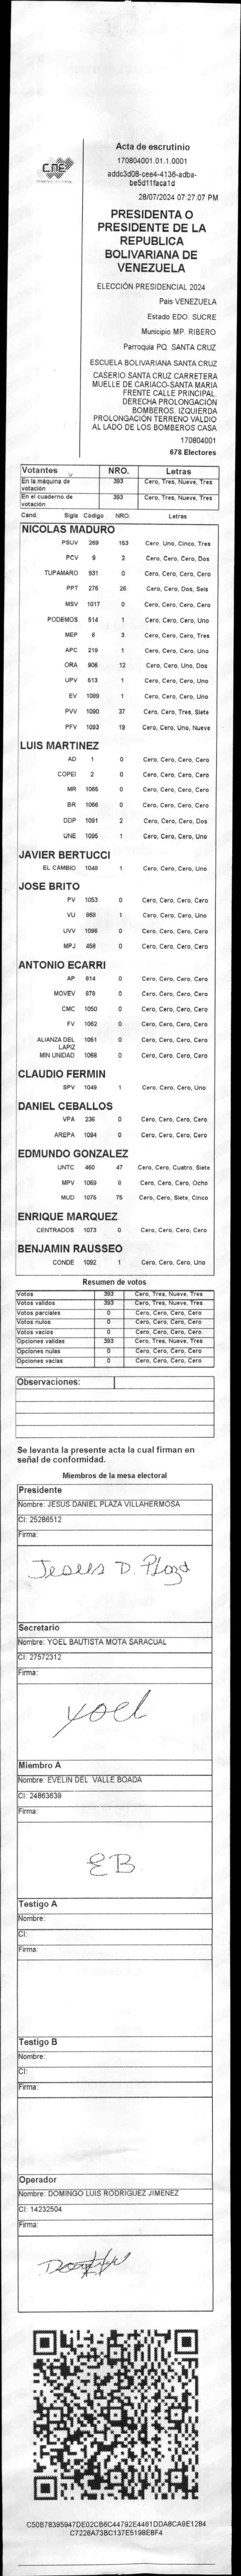 CNE
Acta de escrutinio
170804001.01.1.0001
addc3d08-cee4-4136-adba-
be5d11faca1d
28/07/2024 07:27:07 PM
PRESIDENTA O
PRESIDENTE DE LA
REPUBLICA
BOLIVARIANA DE
VENEZUELA
ELECCIÓN PRESIDENCIAL 2024
Pais VENEZUELA
Estado EDO. SUCRE
Municipio MP. RIBERO
Parroquia PQ. SANTA CRUZ
ESCUELA BOLIVARIANA SANTA CRUZ
CASERIO SANTA CRUZ CARRETERA
MUELLE DE CARIACO-SANTA MARIA
FRENTE CALLE PRINCIPAL.
DERECHA PROLONGACIÓN
BOMBEROS. IZQUIERDA
PROLONGACIÓN TERRENO VALDIO
AL LADO DE LOS BOMBEROS CASA
170804001
678 Electores
Votantes NRO. Letras
En la máquina de votación 393 Cero, Tres, Nueve, Tres
En el cuaderno de votación 393 Cero, Tres, Nueve, Tres
Cand. Sigla Código NRO. Letras
NICOLAS MADURO
PSUV 269 153 Cero, Uno, Cinco, Tres
PCV 9 2 Cero, Cero, Cero, Dos
TUPAMARO 931 0 Cero, Cero, Cero, Cero
PPT 276 26 Cero, Cero, Dos, Seis
MSV 1017 0 Cero, Cero, Cero, Cero
PODEMOS 514 1 Cero, Cero, Cero, Uno
MEP 6 3 Cero, Cero, Cero, Tres
APC 219 1 Cero, Cero, Cero, Uno
ORA 906 12 Cero, Cero, Uno, Dos
UPV 513 1 Cero, Cero, Cero, Uno
EV 1089 1 Cero, Cero, Cero, Uno
PVV 1090 37 Cero, Cero, Tres, Siete
PFV 1093 19 Cero, Cero, Uno, Nueve
LUIS MARTINEZ
AD 1 0 Cero, Cero, Cero, Cero
COPEI 2 0 Cero, Cero, Cero, Cero
MR 1065 0 Cero, Cero, Cero, Cero
BR 1066 0 Cero, Cero, Cero, Cero
DDP 1091 2 Cero, Cero, Cero, Dos
UNE 1095 1 Cero, Cero, Cero, Uno
JAVIER BERTUCCI
EL CAMBIO 1048 1 Cero, Cero, Cero, Uno
JOSE BRITO
PV 1053 0 Cero, Cero, Cero, Cero
VU 868 1 Cero, Cero, Cero, Uno
UVV 1096 0 Cero, Cero, Cero, Cero
MPJ 458 0 Cero, Cero, Cero, Cero
ANTONIO ECARRI
AP 614 0 Cero, Cero, Cero, Cero
MOVEV 678 0 Cero, Cero, Cero, Cero
CMC 1050 0 Cero, Cero, Cero, Cero
FV 1062 0 Cero, Cero, Cero, Cero
ALIANZA DEL LAPIZ 1051 0 Cero, Cero, Cero, Cero
MIN UNIDAD 1068 0 Cero, Cero, Cero, Cero
CLAUDIO FERMIN
SPV 1049 1 Cero, Cero, Cero, Uno
DANIEL CEBALLOS
VPA 236 0 Cero, Cero, Cero, Cero
AREPA 1094 0 Cero, Cero, Cero, Cero
EDMUNDO GONZALEZ
UNTC 460 47 Cero, Cero, Cuatro, Siete
MPV 1069 8 Cero, Cero, Cero, Ocho
MUD 1075 75 Cero, Cero, Siete, Cinco
ENRIQUE MARQUEZ
CENTRADOS 1073 0 Cero, Cero, Cero, Cero
BENJAMIN RAUSSEO
CONDE 1092 1 Cero, Cero, Cero, Uno
Resumen de votos
Votos 393 Cero, Tres, Nueve, Tres
Votos validos 393 Cero, Tres, Nueve, Tres
Votos parciales 0 Cero, Cero, Cero, Cero
Votos nulos 0 Cero, Cero, Cero, Cero
Votos vacios 0 Cero, Cero, Cero, Cero
Opciones validas 393 Cero, Tres, Nueve, Tres
Opciones nulas 0 Cero, Cero, Cero, Cero
Opciones vacias 0 Cero, Cero, Cero, Cero
Observaciones:
Se levanta la presente acta la cual firman en
señal de conformidad.
Miembros de la mesa electoral
Presidente
Nombre: JESUS DANIEL PLAZA VILLAHERMOSA
CI: 25286512
Firma:
Jesus D. Plaza
Secretario
Nombre: YOEL BAUTISTA MOTA SARACUAL
CI: 27572312
Firma:
yoel
Miembro A
Nombre: EVELIN DEL VALLE BOADA
CI: 24863639
Firma:
EB
Testigo A
Nombre:
CI:
Firma:
Testigo B
Nombre:
CI:
Firma:
Operador
Nombre: DOMINGO LUIS RODRIGUEZ JIMENEZ
CI: 14232504
Firma:
C50B78395947DE02CB6C44792E4461DDA8CA9E1284
C7226A73BC137E5198E8F4